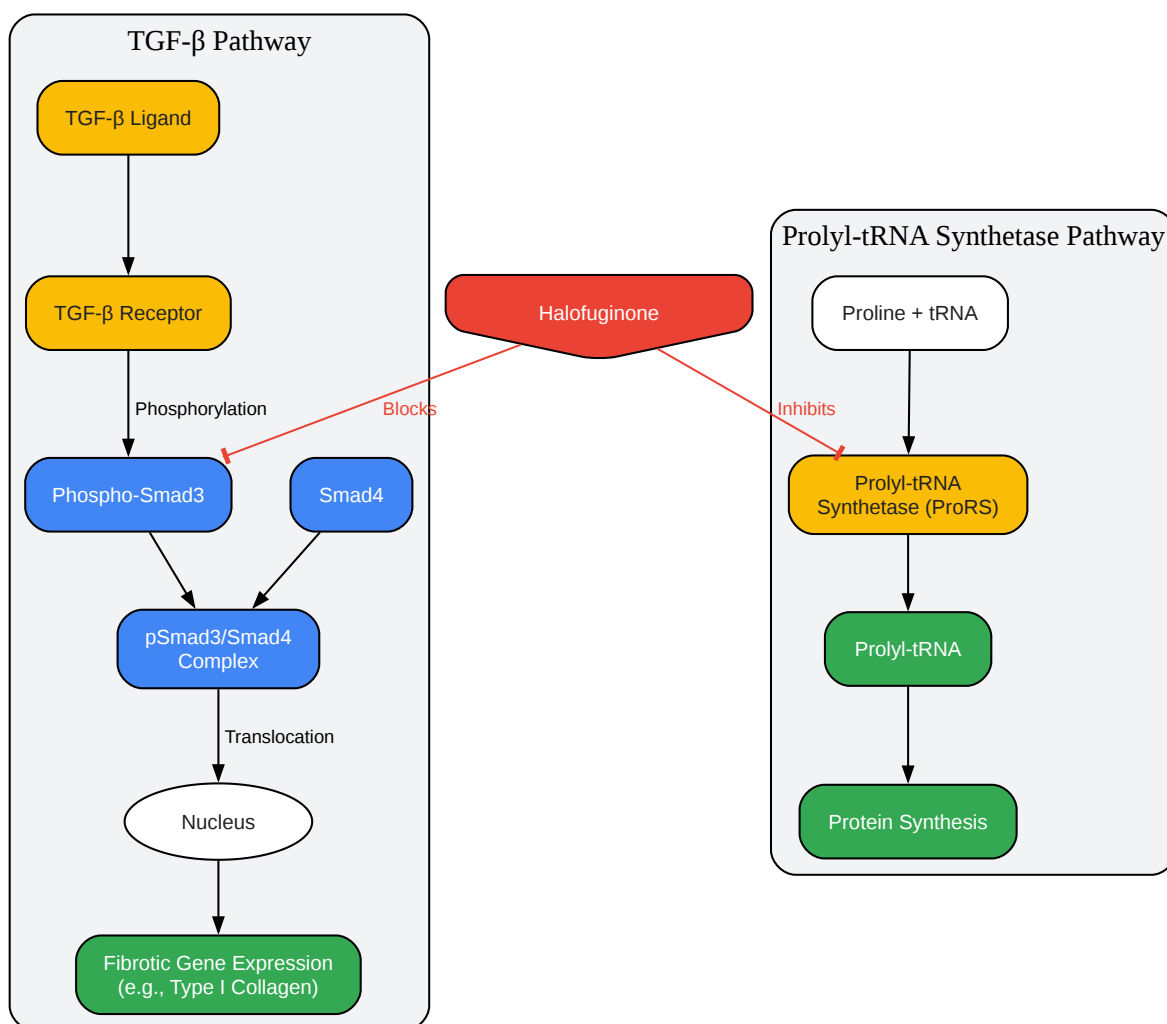 TGF-β Pathway
TGF-β Ligand
TGF-β Receptor
Phosphorylation
Phospho-Smad3
Smad4
pSmad3/Smad4
Complex
Translocation
Nucleus
Fibrotic Gene Expression
(e.g., Type I Collagen)
Halofuginone
Blocks
Inhibits
Prolyl-tRNA Synthetase Pathway
Proline + tRNA
Prolyl-tRNA
Synthetase (ProRS)
Prolyl-tRNA
Protein Synthesis